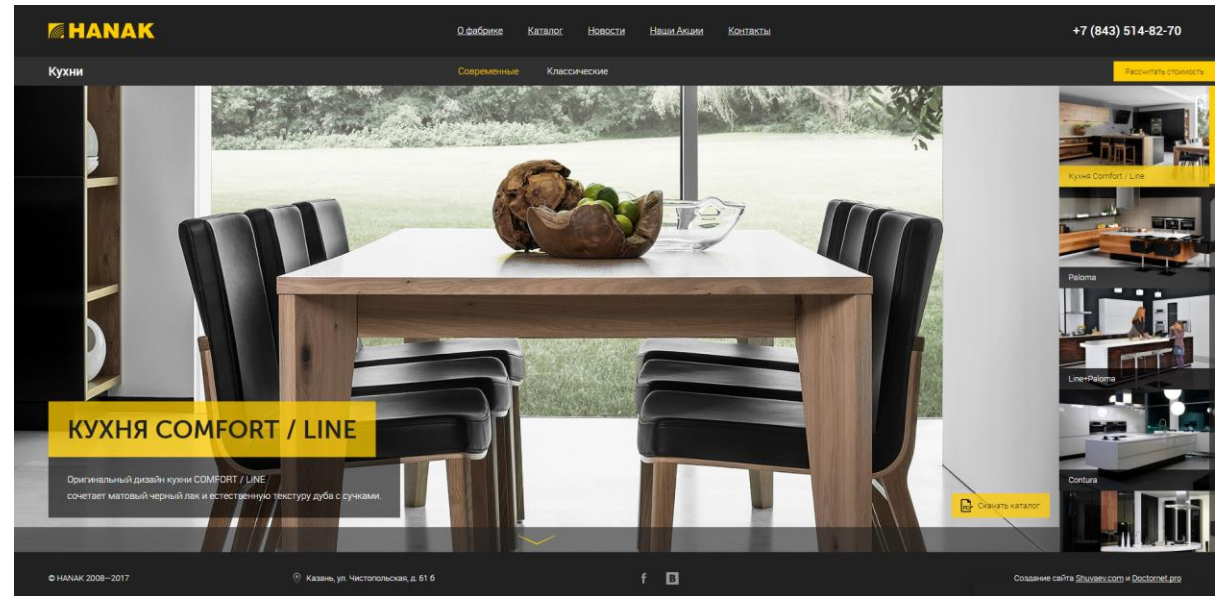 HANAK
О фабрике Каталог Новости Наши Акции Контакты
+7 (843) 514-82-70
Кухни
Современные Классические
Рассчитать стоимость
Кухня Comfort / Line
Paloma
Line+Paloma
Contura
КУХНЯ COMFORT / LINE
Оригинальный дизайн кухни COMFORT / LINE
сочетает матовый черный лак и естественную текстуру дуба с сучками.
PDF Скачать каталог
© HANAK 2008–2017
Казань, ул. Чистопольская, д. 61 б
f B
Создание сайта Shuvaev.com и Doctornet.pro